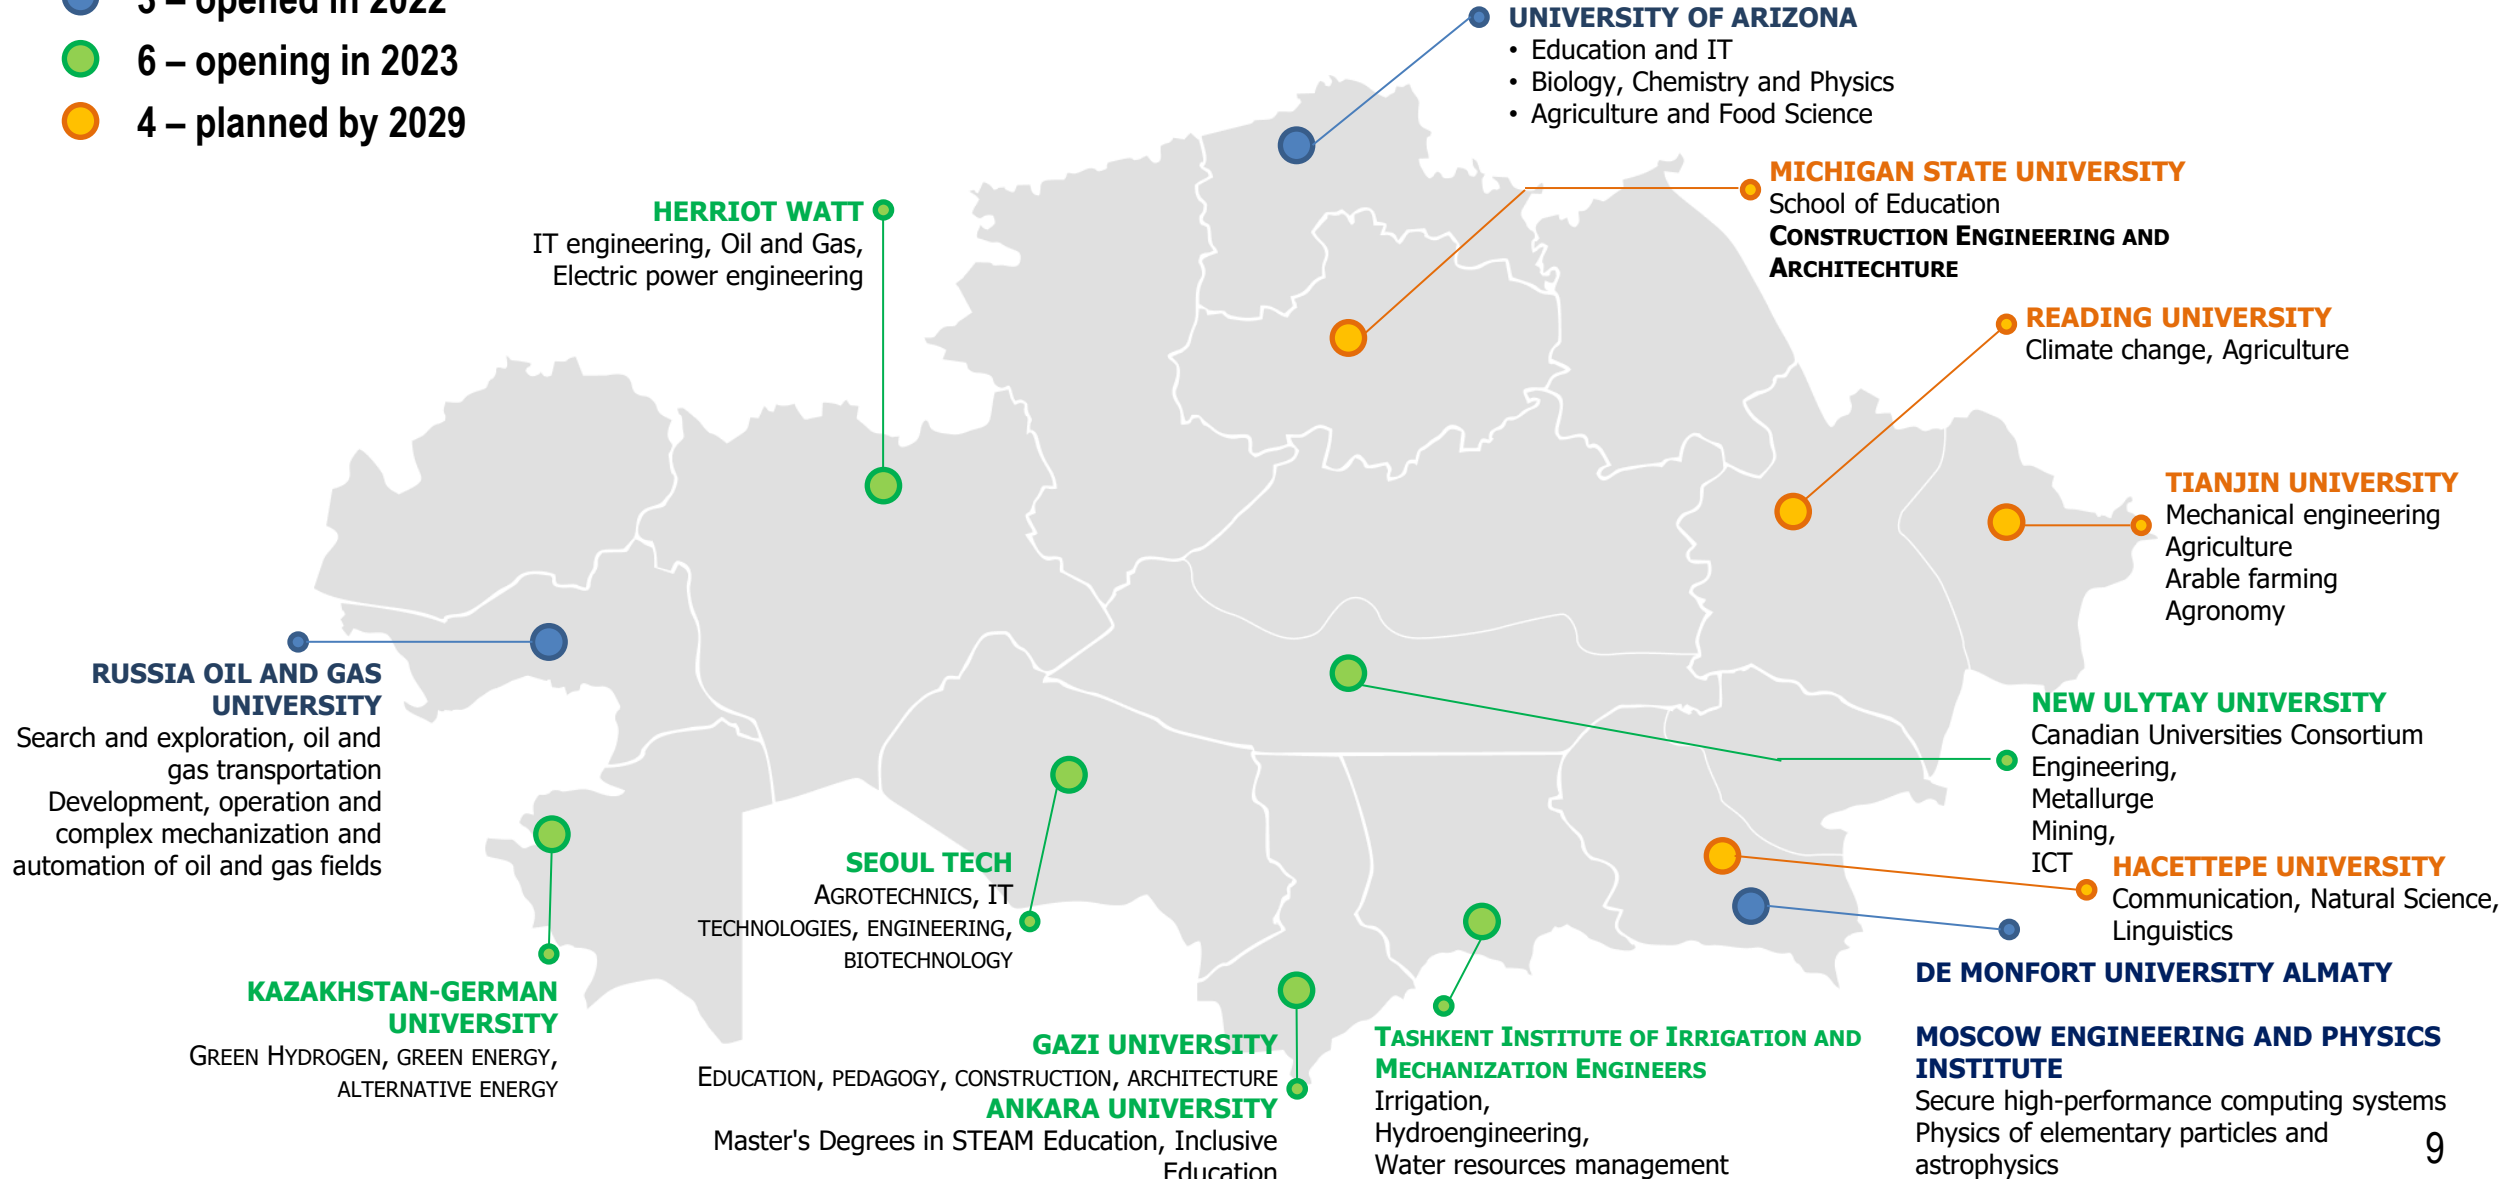 3 – opened in 2022
6 – opening in 2023
4 – planned by 2029
UNIVERSITY OF ARIZONA
• Education and IT
• Biology, Chemistry and Physics
• Agriculture and Food Science
MICHIGAN STATE UNIVERSITY
School of Education
CONSTRUCTION ENGINEERING AND
ARCHITECHTURE
HERRIOT WATT
IT engineering, Oil and Gas,
Electric power engineering
READING UNIVERSITY
Climate change, Agriculture
TIANJIN UNIVERSITY
Mechanical engineering
Agriculture
Arable farming
Agronomy
RUSSIA OIL AND GAS
UNIVERSITY
Search and exploration, oil and
gas transportation
Development, operation and
complex mechanization and
automation of oil and gas fields
NEW ULYTAY UNIVERSITY
Canadian Universities Consortium
Engineering,
Metallurge
Mining,
ICT
HACETTEPE UNIVERSITY
Communication, Natural Science,
Linguistics
SEOUL TECH
AGROTECHNICS, IT
TECHNOLOGIES, ENGINEERING,
BIOTECHNOLOGY
DE MONFORT UNIVERSITY ALMATY
KAZAKHSTAN-GERMAN
UNIVERSITY
GREEN HYDROGEN, GREEN ENERGY,
ALTERNATIVE ENERGY
GAZI UNIVERSITY
EDUCATION, PEDAGOGY, CONSTRUCTION, ARCHITECTURE
ANKARA UNIVERSITY
Master's Degrees in STEAM Education, Inclusive
Education
TASHKENT INSTITUTE OF IRRIGATION AND
MECHANIZATION ENGINEERS
Irrigation,
Hydroengineering,
Water resources management
MOSCOW ENGINEERING AND PHYSICS
INSTITUTE
Secure high-performance computing systems
Physics of elementary particles and
astrophysics
9